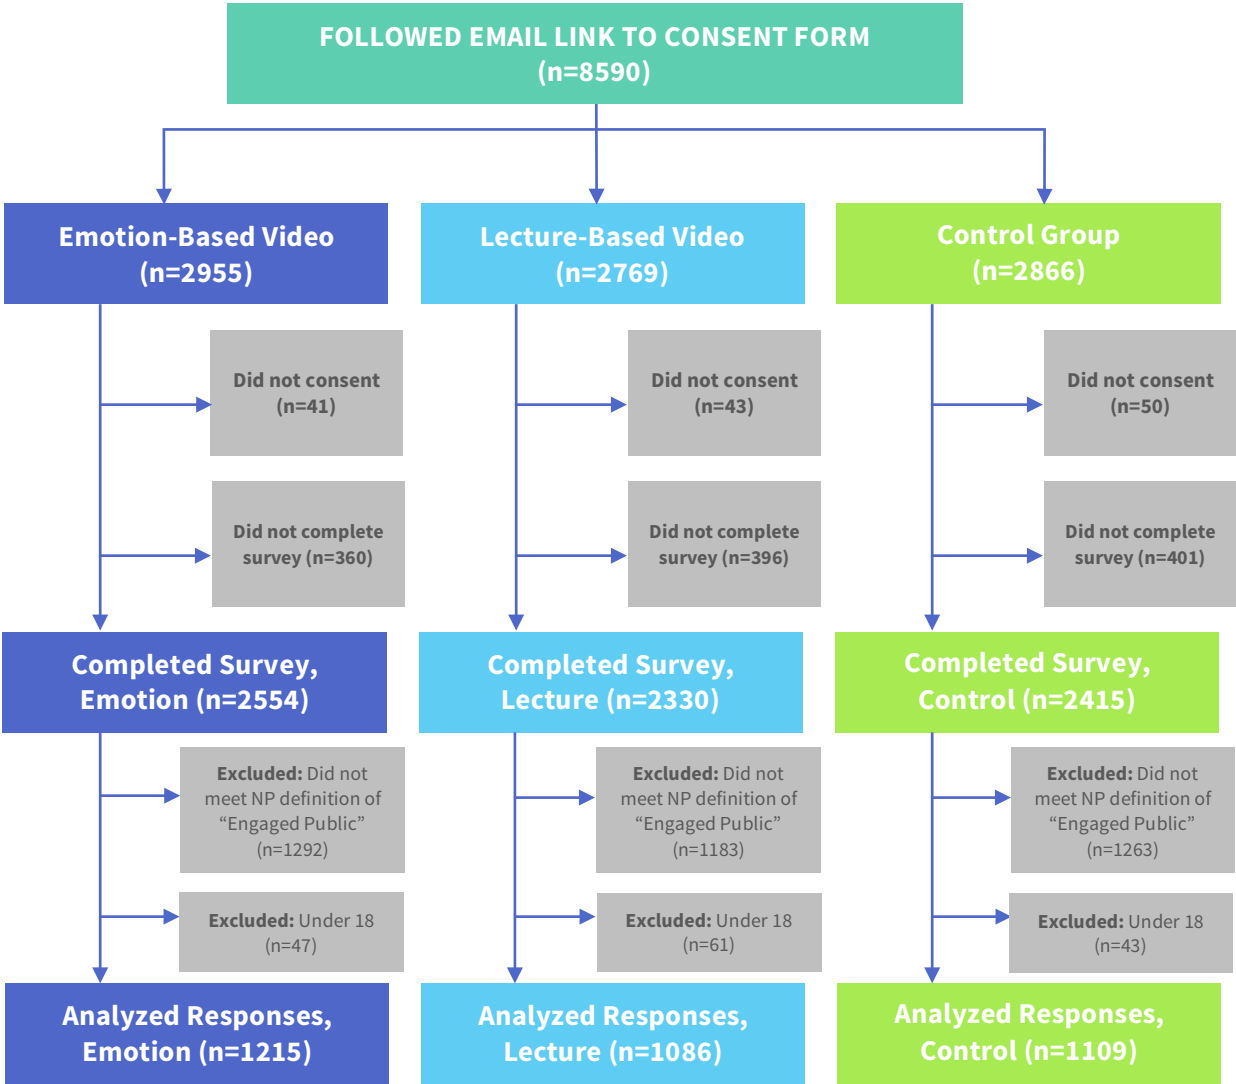 FOLLOWED EMAIL LINK TO CONSENT FORM
(n=8590)
Emotion-Based Video
(n=2955)
Lecture-Based Video
(n=2769)
Control Group
(n=2866)
Did not consent
(n=41)
Did not consent
(n=43)
Did not consent
(n=50)
Did not complete
survey (n=360)
Did not complete
survey (n=396)
Did not complete
survey (n=401)
Completed Survey,
Emotion (n=2554)
Completed Survey,
Lecture (n=2330)
Completed Survey,
Control (n=2415)
Excluded: Did not
meet NP definition of
“Engaged Public”
(n=1292)
Excluded: Did not
meet NP definition of
“Engaged Public”
(n=1183)
Excluded: Did not
meet NP definition of
“Engaged Public”
(n=1263)
Excluded: Under 18
(n=47)
Excluded: Under 18
(n=61)
Excluded: Under 18
(n=43)
Analyzed Responses,
Emotion (n=1215)
Analyzed Responses,
Lecture (n=1086)
Analyzed Responses,
Control (n=1109)